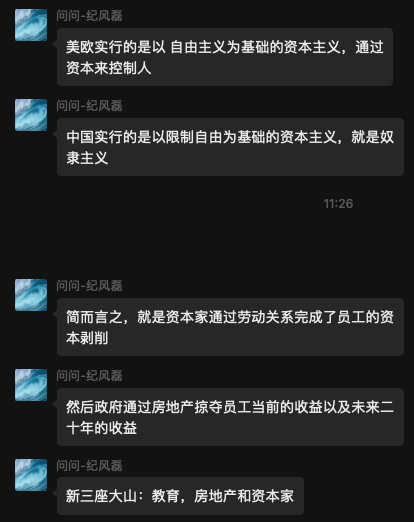 问问-纪风磊
美欧实行的是以 自由主义为基础的资本主义，通过
资本来控制人
问问-纪风磊
中国实行的是以限制自由为基础的资本主义，就是奴
隶主义
11:26
问问-纪风磊
简而言之，就是资本家通过劳动关系完成了员工的资
本剥削
问问-纪风磊
然后政府通过房地产掠夺员工当前的收益以及未来二
十年的收益
问问-纪风磊
新三座大山：教育，房地产和资本家